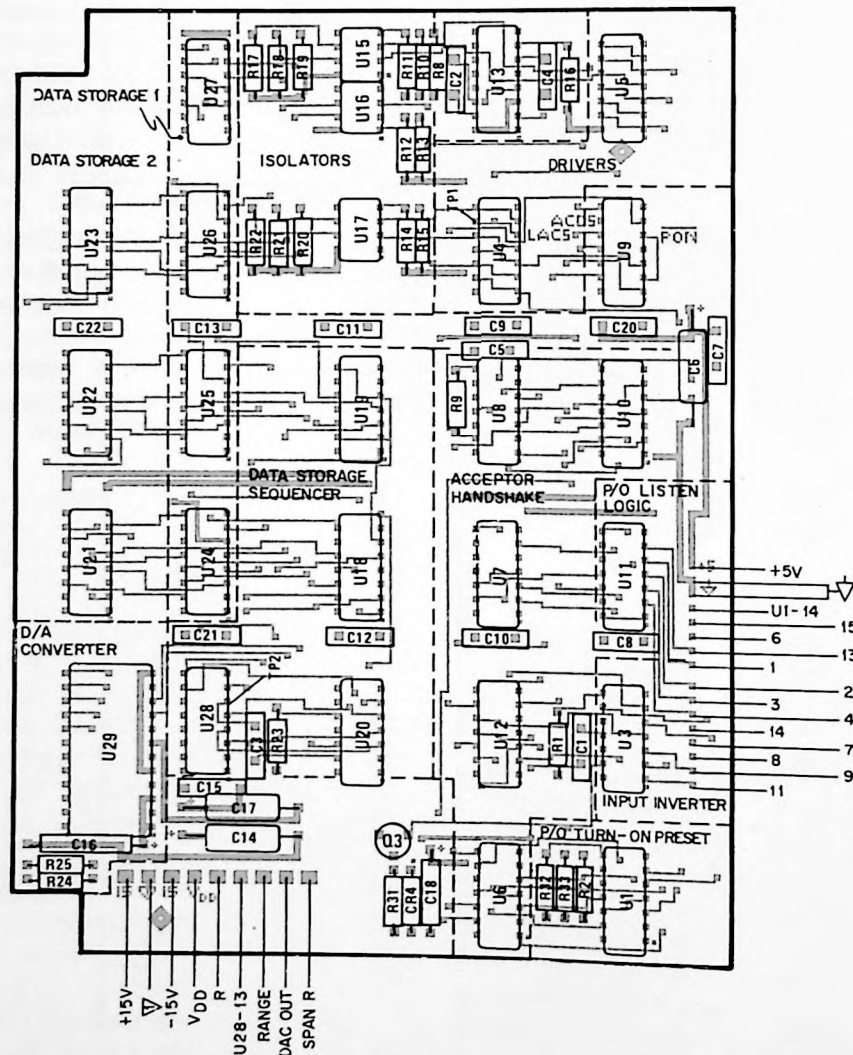 U27
R17
R18
R19
U15
R11
R10
R8
C2
U13
C4
R16
U5
DATA STORAGE 1
U16
DATA STORAGE 2
ISOLATORS
R12
R13
DRIVERS
U23
U26
R22
R21
R20
U17
R14
R15
TP1
U4
ACDS
LACS
U9
PON
C22
C13
C11
C9
C20
C6
C7
C5
U22
U25
U19
R9
U8
U10
DATA STORAGE
SEQUENCER
ACCEPTOR
HANDSHAKE
P/O LISTEN
LOGIC
U21
U24
U18
U7
U11
+5V
U1-14
15
6
13
1
2
3
4
14
7
8
9
11
D/A
CONVERTER
C21
C12
C10
C8
TP2
U29
U28
C3
R23
U20
U12
R1
C1
U3
C15
C17
INPUT INVERTER
C16
C14
Q3
P/O TURN-ON PRESET
R25
R24
R31
CR4
C18
U6
R32
R33
R2
U1
+15V
-15V
VDD
R
U28-13
RANGE
DAC OUT
SPAN R